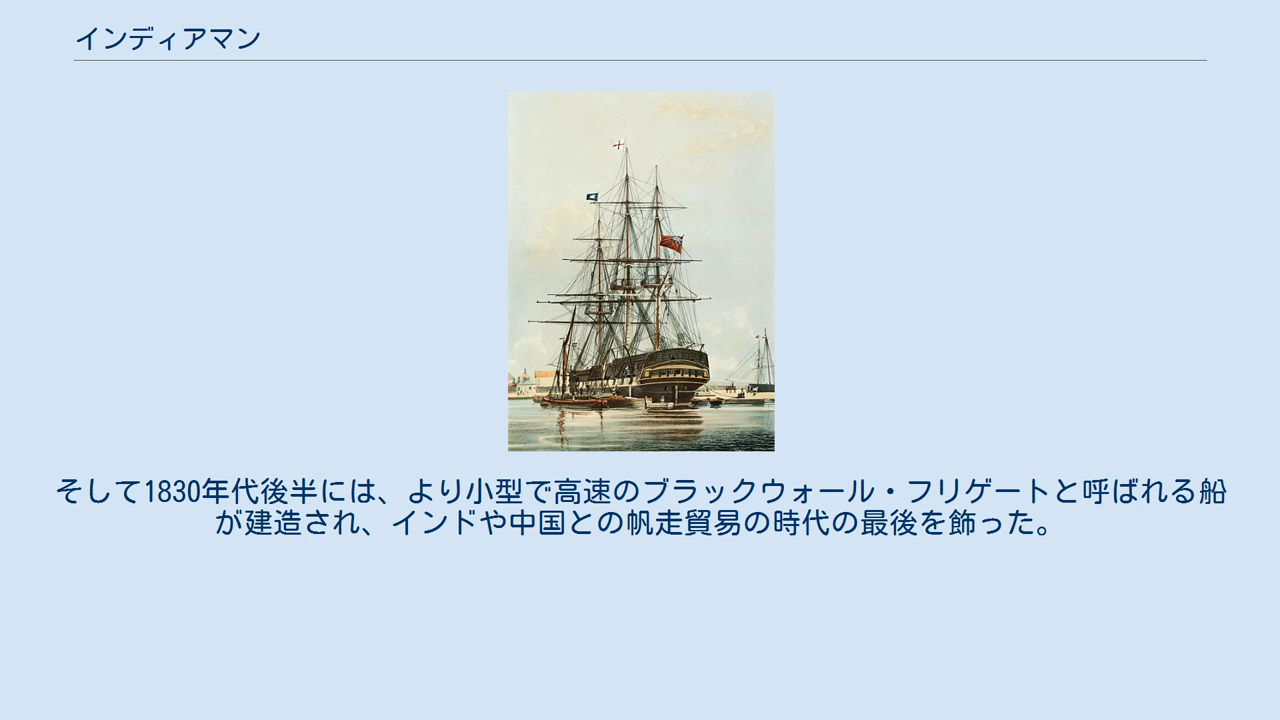 インディアマン
そして1830年代後半には、より小型で高速のブラックウォール・フリゲートと呼ばれる船
が建造され、インドや中国との帆走貿易の時代の最後を飾った。